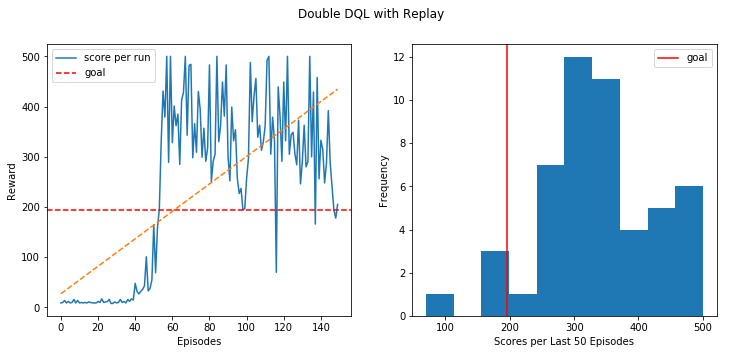 Double DQL with Replay
score per run
goal
500
400
300
200
100
0
Reward
0 20 40 60 80 100 120 140
Episodes
goal
12
10
8
6
4
2
0
Frequency
100 200 300 400 500
Scores per Last 50 Episodes